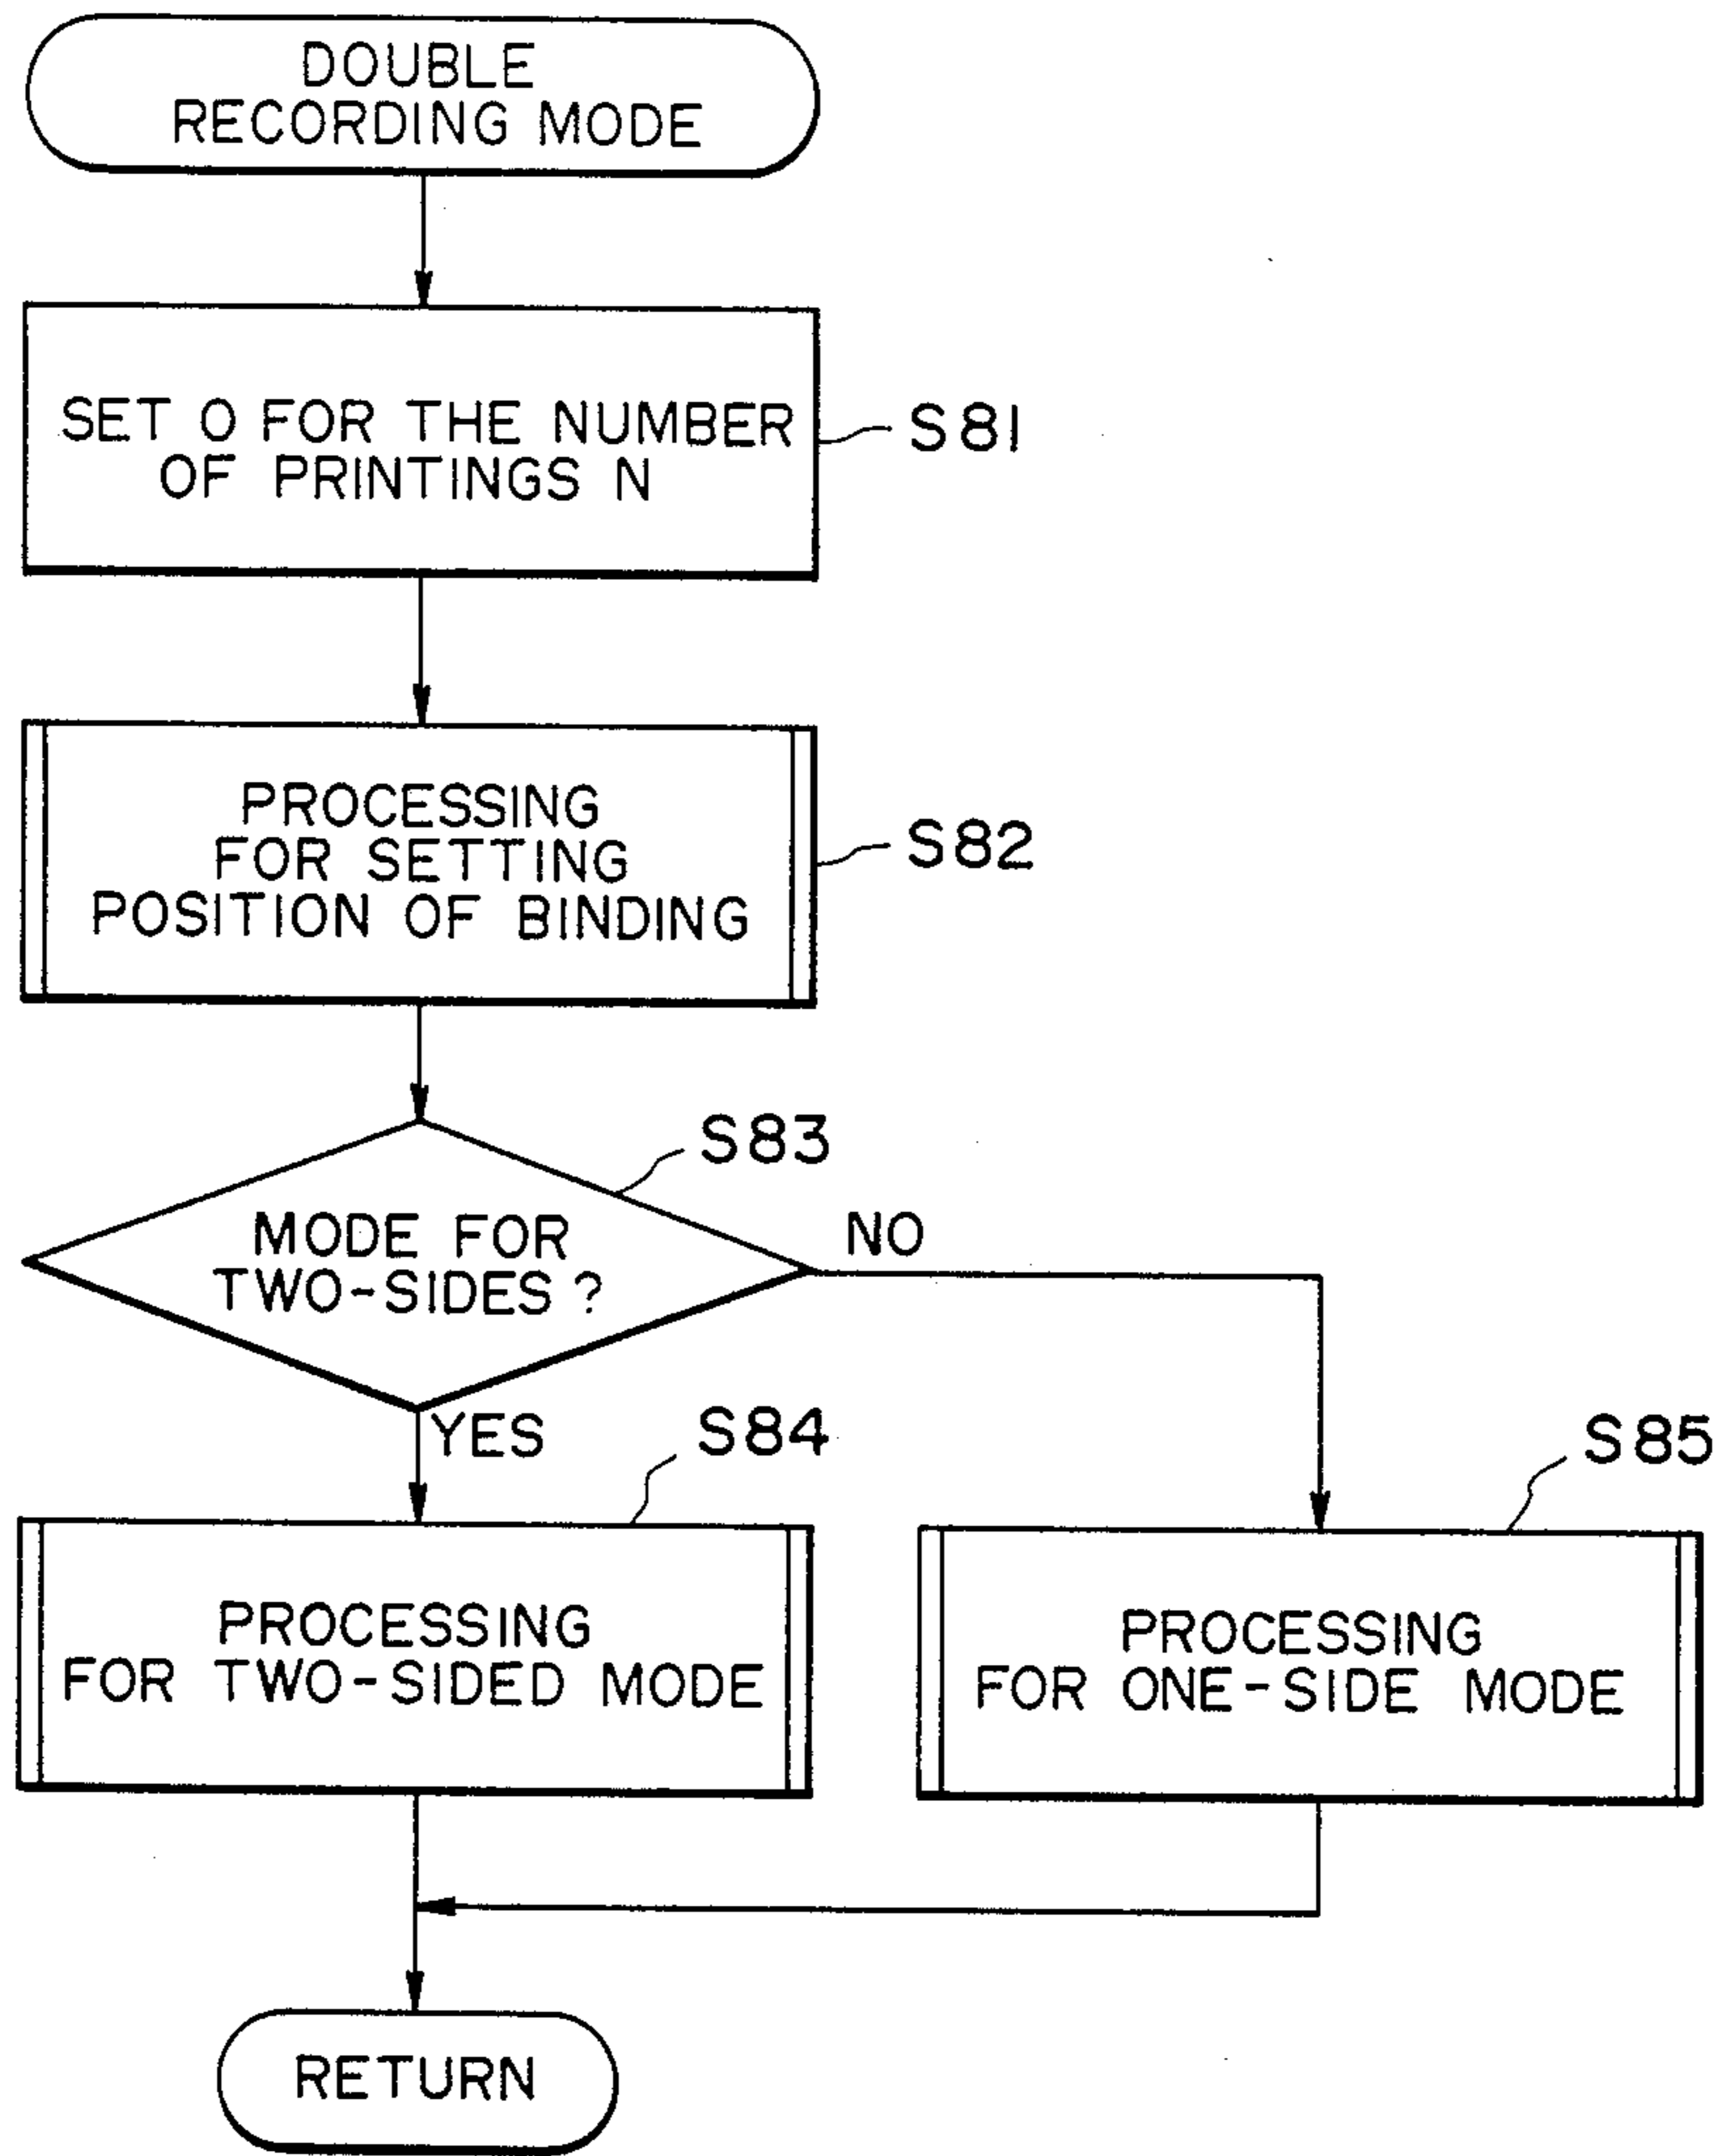 DOUBLE
RECORDING MODE
SET 0 FOR THE NUMBER
OF PRINTINGS N
S81
PROCESSING
FOR SETTING
POSITION OF BINDING
S82
S83
MODE FOR
TWO-SIDES ?
NO
YES
S84
S85
PROCESSING
FOR TWO-SIDED MODE
PROCESSING
FOR ONE-SIDE MODE
RETURN